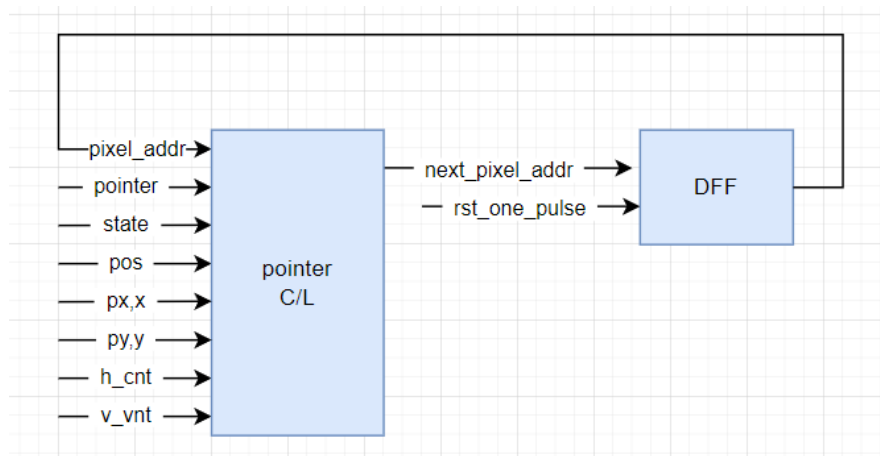 pixel_addr
pointer
state
pos
px,x
py,y
h_cnt
v_vnt
pointer
C/L
next_pixel_addr
rst_one_pulse
DFF